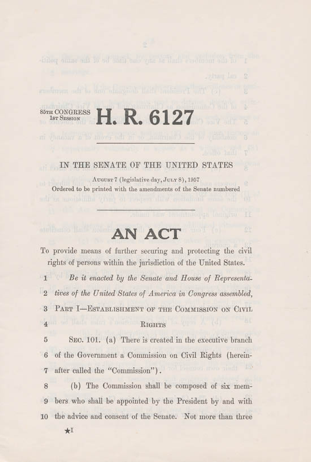 85TH CONGRESS
1ST SESSION
H. R. 6127
IN THE SENATE OF THE UNITED STATES
AUGUST 7 (legislative day, JULY 8), 1957
Ordered to be printed with the amendments of the Senate numbered
AN ACT
To provide means of further securing and protecting the civil
rights of persons within the jurisdiction of the United States.
1 Be it enacted by the Senate and House of Representa-
2 tives of the United States of America in Congress assembled,
3 PART I—ESTABLISHMENT OF THE COMMISSION ON CIVIL
4 RIGHTS
5 SEC. 101. (a) There is created in the executive branch
6 of the Government a Commission on Civil Rights (herein-
7 after called the "Commission").
8 (b) The Commission shall be composed of six mem-
9 bers who shall be appointed by the President by and with
10 the advice and consent of the Senate. Not more than three
★I